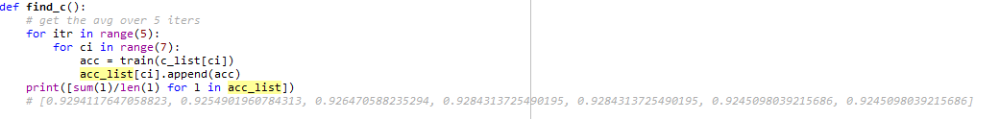 def find_c():
    # get the avg over 5 iters
    for itr in range(5):
        for ci in range(7):
            acc = train(c_list[ci])
            acc_list[ci].append(acc)
    print([sum(l)/len(l) for l in acc_list])
    # [0.9294117647058823, 0.9254901960784313, 0.926470588235294, 0.9284313725490195, 0.9284313725490195, 0.9245098039215686, 0.9245098039215686]